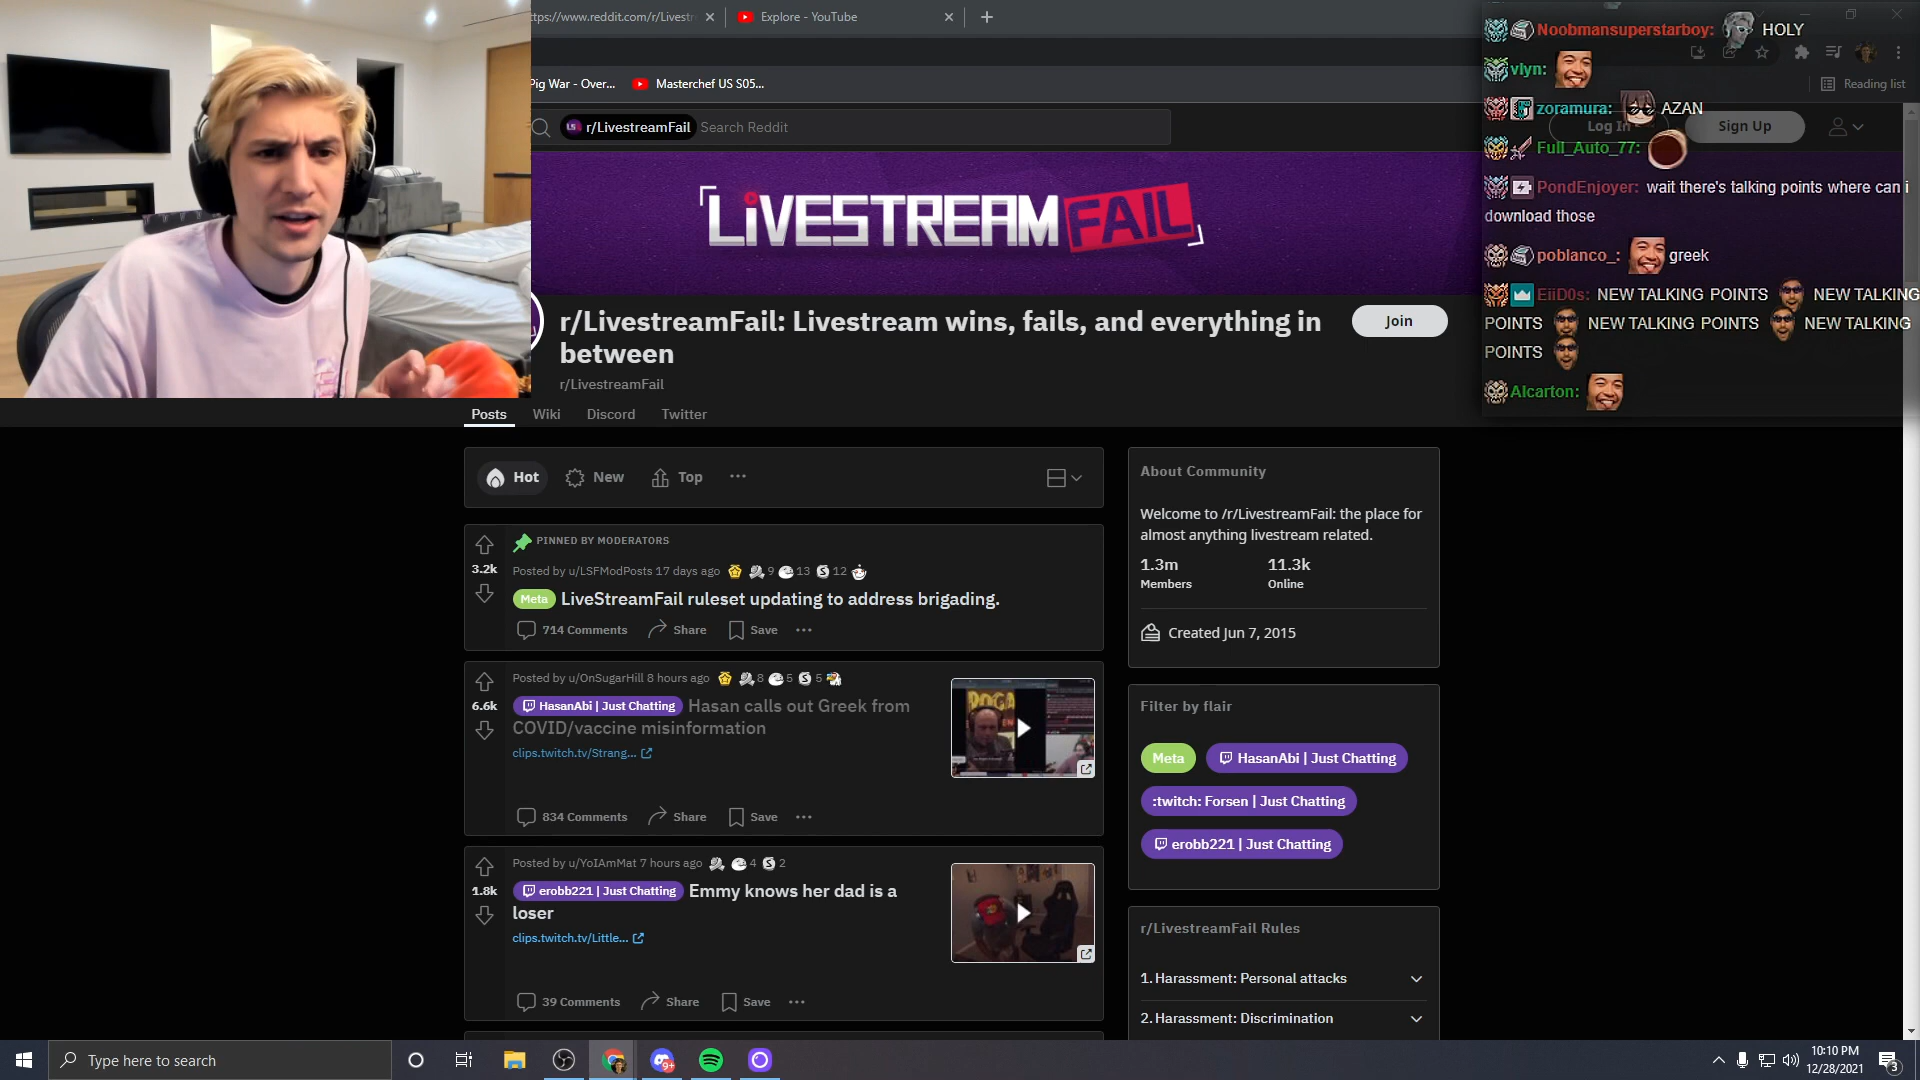 ttps://www.reddit.com/r/Livestr
Explore - YouTube
Pig War - Over...
Masterchef US S05...
Reading list
r/LivestreamFail
Search Reddit
Log In
Sign Up
LIVESTREAMFAIL
r/LivestreamFail: Livestream wins, fails, and everything in
between
Join
r/LivestreamFail
Posts
Wiki
Discord
Twitter
Noobmansuperstarboy: HOLY
vlyn:
zoramura: AZAN
Full_Auto_77:
PondEnjoyer: wait there's talking points where can i
download those
poblanco_: greek
EiiD0s: NEW TALKING POINTS NEW TALKING
POINTS NEW TALKING POINTS NEW TALKING
POINTS
Alcarton:
Hot
New
Top
PINNED BY MODERATORS
3.2k
Posted by u/LSFModPosts 17 days ago 9 13 12
Meta LiveStreamFail ruleset updating to address brigading.
714 Comments Share Save
Posted by u/OnSugarHill 8 hours ago 8 5 5
6.6k
HasanAbi | Just Chatting Hasan calls out Greek from
COVID/vaccine misinformation
clips.twitch.tv/Strang...
834 Comments Share Save
Posted by u/YoIAmMat 7 hours ago 4 2
1.8k
erobb221 | Just Chatting Emmy knows her dad is a
loser
clips.twitch.tv/Little...
39 Comments Share Save
About Community
Welcome to /r/LivestreamFail: the place for
almost anything livestream related.
1.3m
11.3k
Members
Online
Created Jun 7, 2015
Filter by flair
Meta
HasanAbi | Just Chatting
:twitch: Forsen | Just Chatting
erobb221 | Just Chatting
r/LivestreamFail Rules
1. Harassment: Personal attacks
2. Harassment: Discrimination
Type here to search
9+
10:10 PM
12/28/2021
3